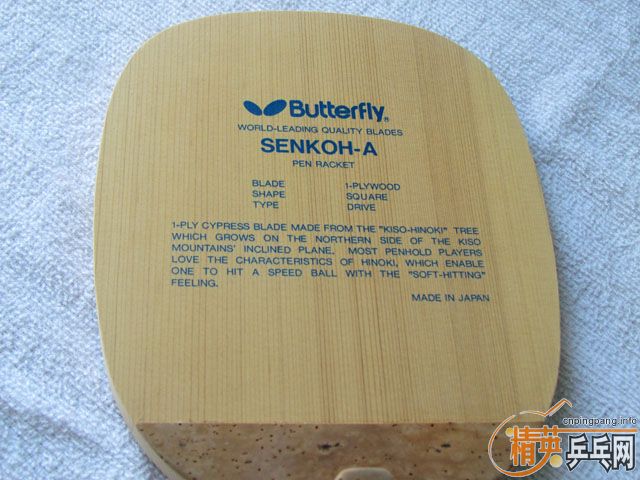 Butterfly®
WORLD-LEADING QUALITY BLADES
SENKOH-A
PEN RACKET
BLADE 1-PLYWOOD
SHAPE SQUARE
TYPE DRIVE
1-PLY CYPRESS BLADE MADE FROM THE "KISO-HINOKI" TREE
WHICH GROWS ON THE NORTHERN SIDE OF THE KISO
MOUNTAINS' INCLINED PLANE. MOST PENHOLD PLAYERS
LOVE THE CHARACTERISTICS OF HINOKI, WHICH ENABLE
ONE TO HIT A SPEED BALL WITH THE "SOFT-HITTING"
FEELING.
MADE IN JAPAN
cnpingpang.info
精英乒乓网